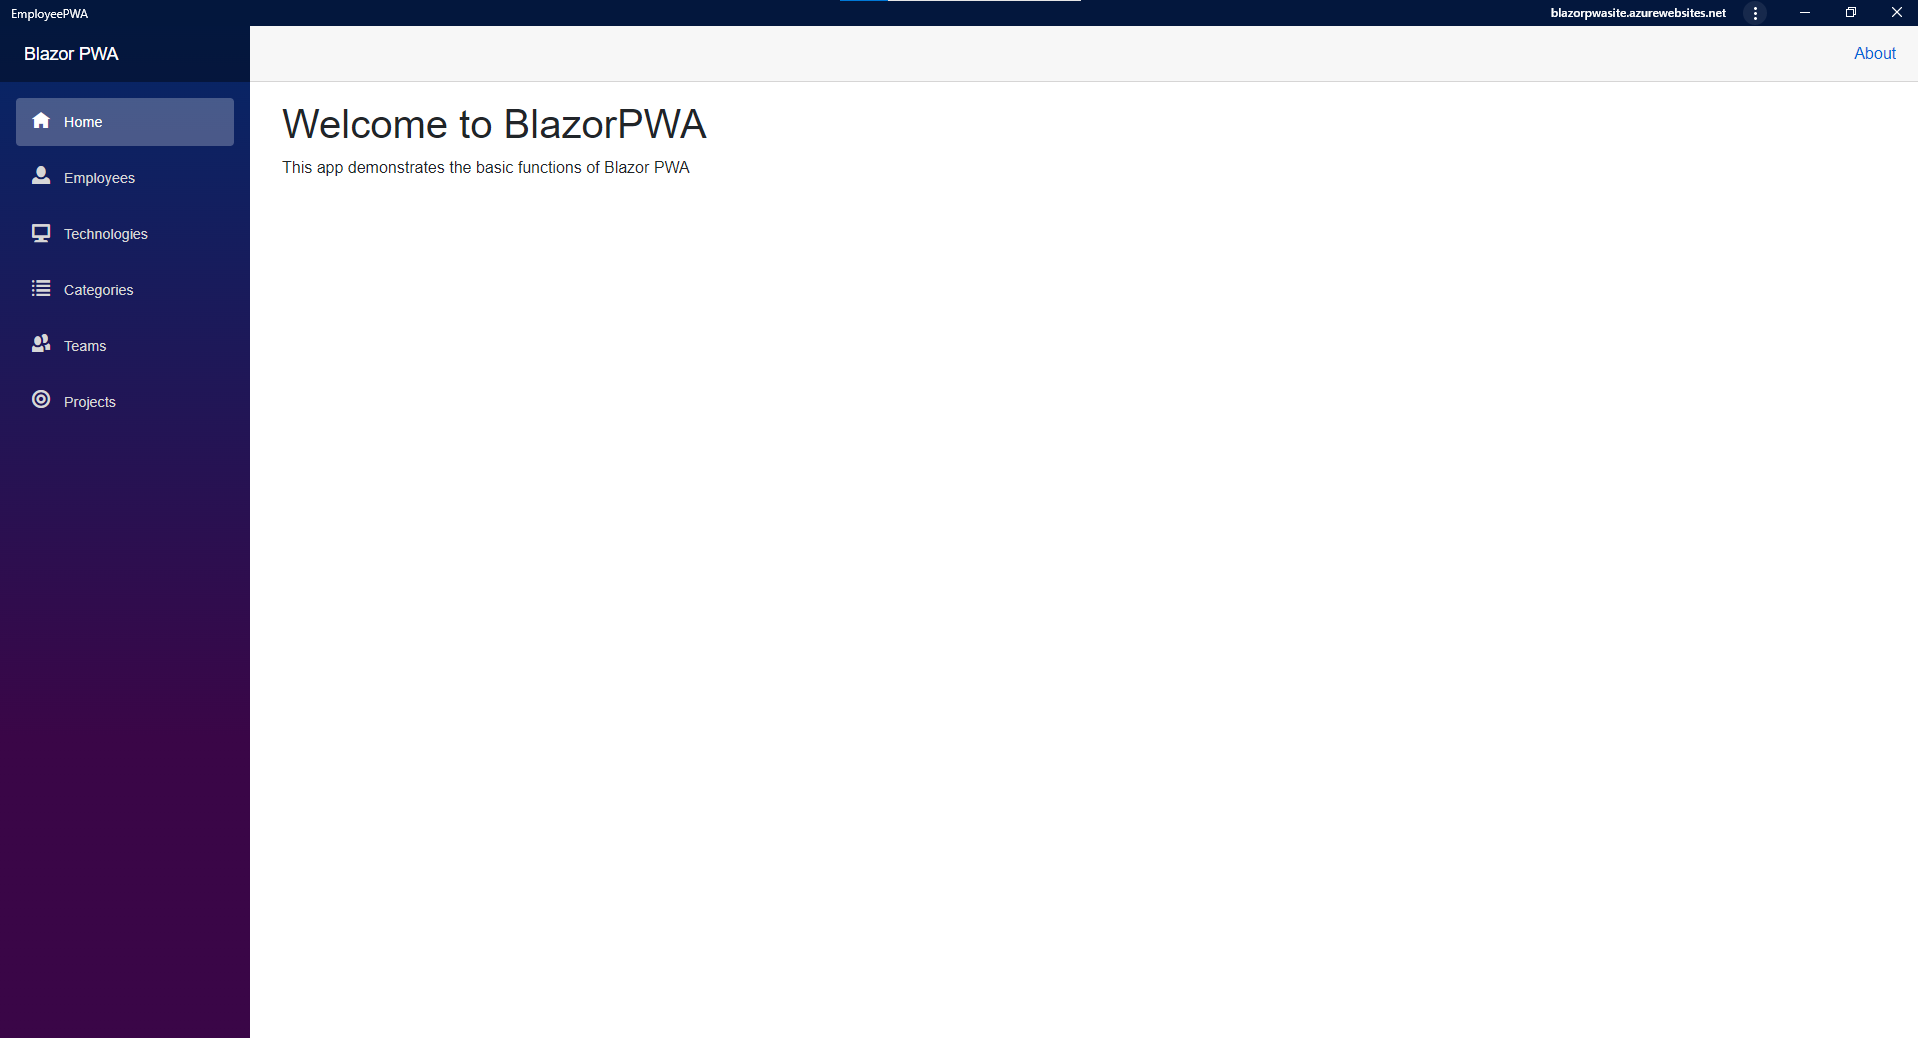 EmployeePWA
blazorpwasite.azurewebsites.net
Blazor PWA
About
Home
Employees
Technologies
Categories
Teams
Projects
Welcome to BlazorPWA
This app demonstrates the basic functions of Blazor PWA